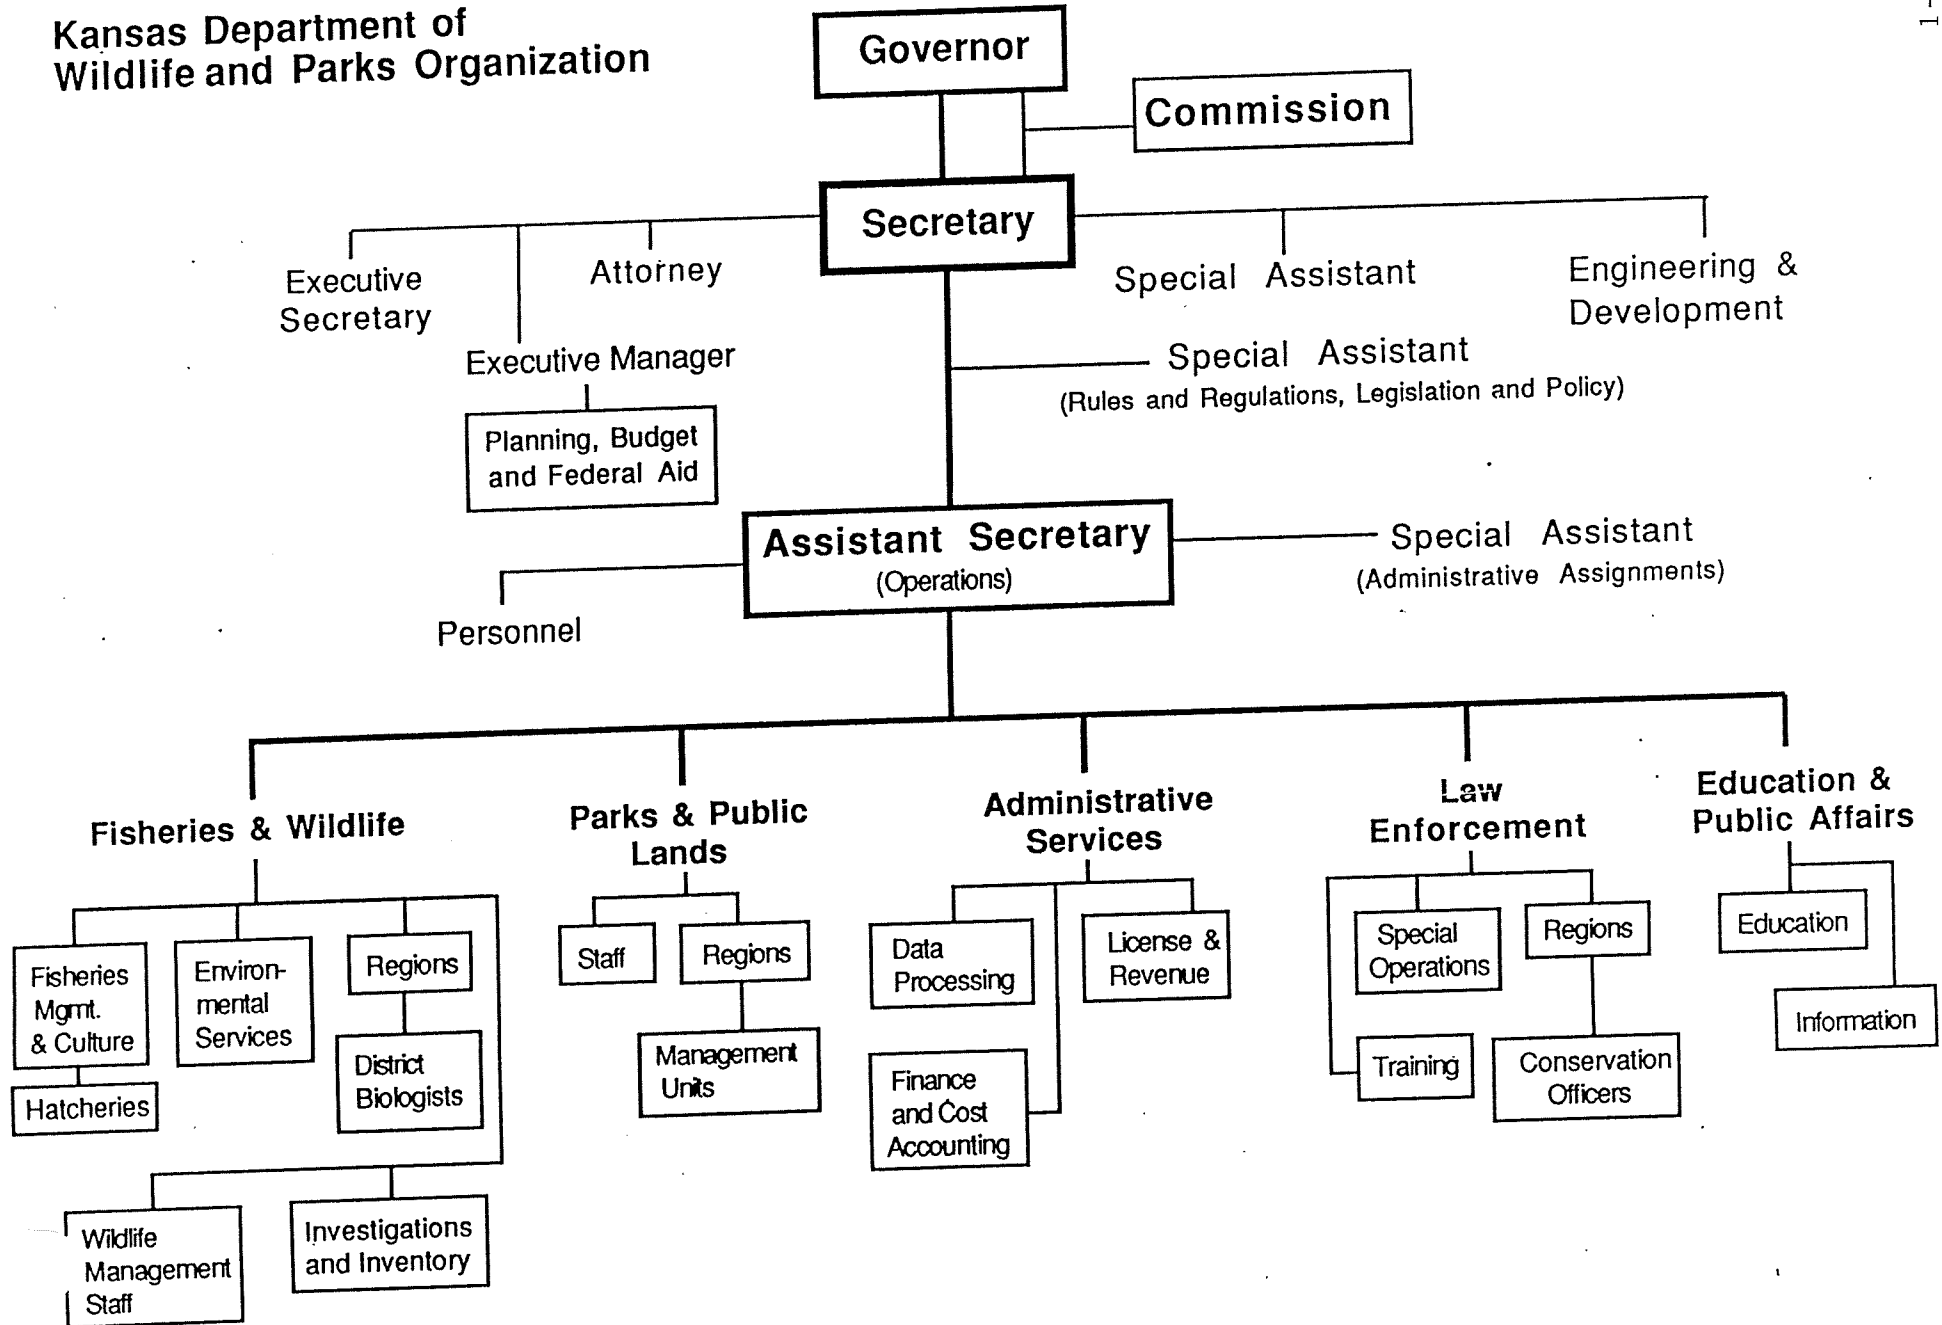 Kansas Department of
Wildlife and Parks Organization
Governor
Commission
Secretary
Executive
Secretary
Attorney
Special Assistant
Engineering &
Development
Executive Manager
Special Assistant
(Rules and Regulations, Legislation and Policy)
Planning, Budget
and Federal Aid
Assistant Secretary
(Operations)
Special Assistant
(Administrative Assignments)
Personnel
Fisheries & Wildlife
Parks & Public
Lands
Administrative
Services
Law
Enforcement
Education &
Public Affairs
Fisheries
Mgmt.
& Culture
Hatcheries
Environ-
mental
Services
Regions
District
Biologists
Wildlife
Management
Staff
Investigations
and Inventory
Staff
Regions
Management
Units
Data
Processing
License &
Revenue
Finance
and Cost
Accounting
Special
Operations
Regions
Training
Conservation
Officers
Education
Information